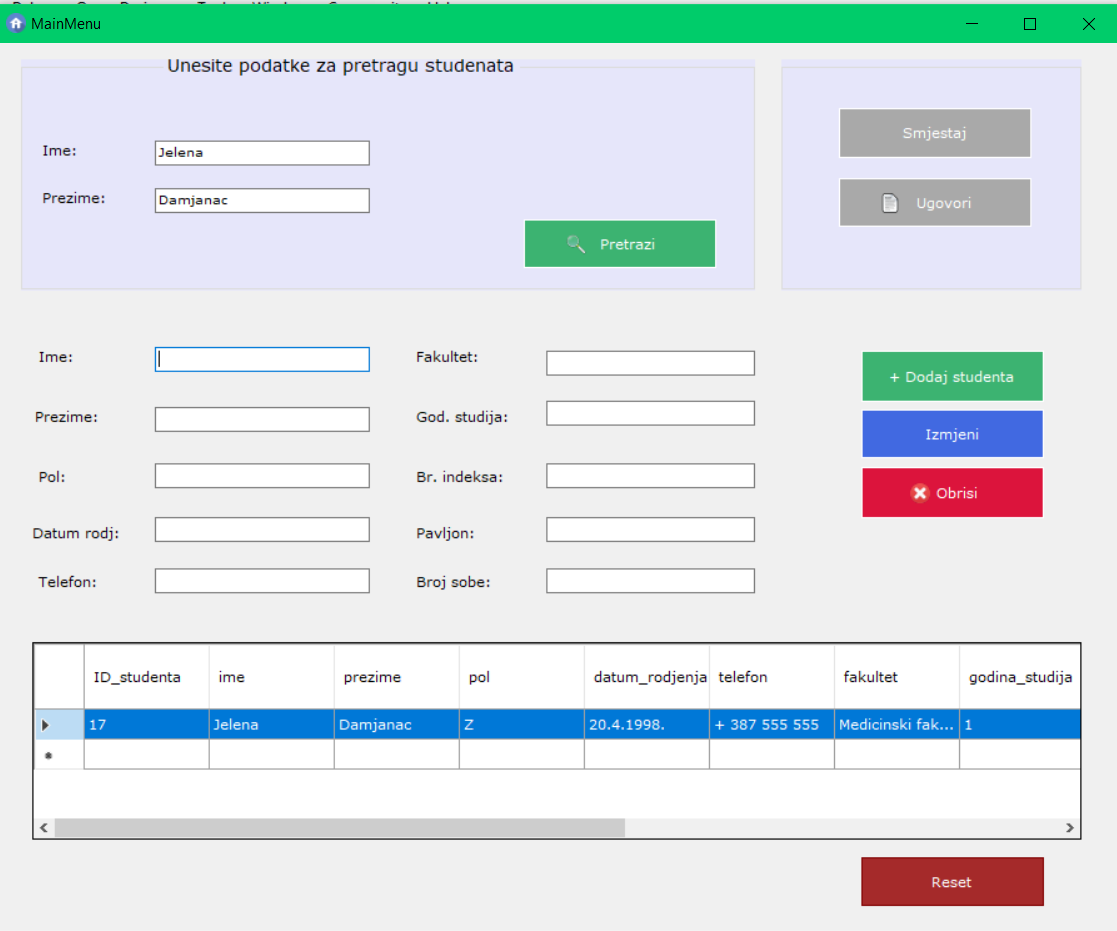 MainMenu
Unesite podatke za pretragu studenata
Ime:
Jelena
Prezime:
Damjanac
Pretrazi
Smjestaj
Ugovori
Ime:
Fakultet:
+ Dodaj studenta
Prezime:
God. studija:
Izmjeni
Pol:
Br. indeksa:
Obrisi
Datum rodj:
Pavljon:
Telefon:
Broj sobe:
ID_studenta ime prezime pol datum_rodjenja telefon fakultet godina_studija
17 Jelena Damjanac Z 20.4.1998. + 387 555 555 Medicinski fak... 1
Reset